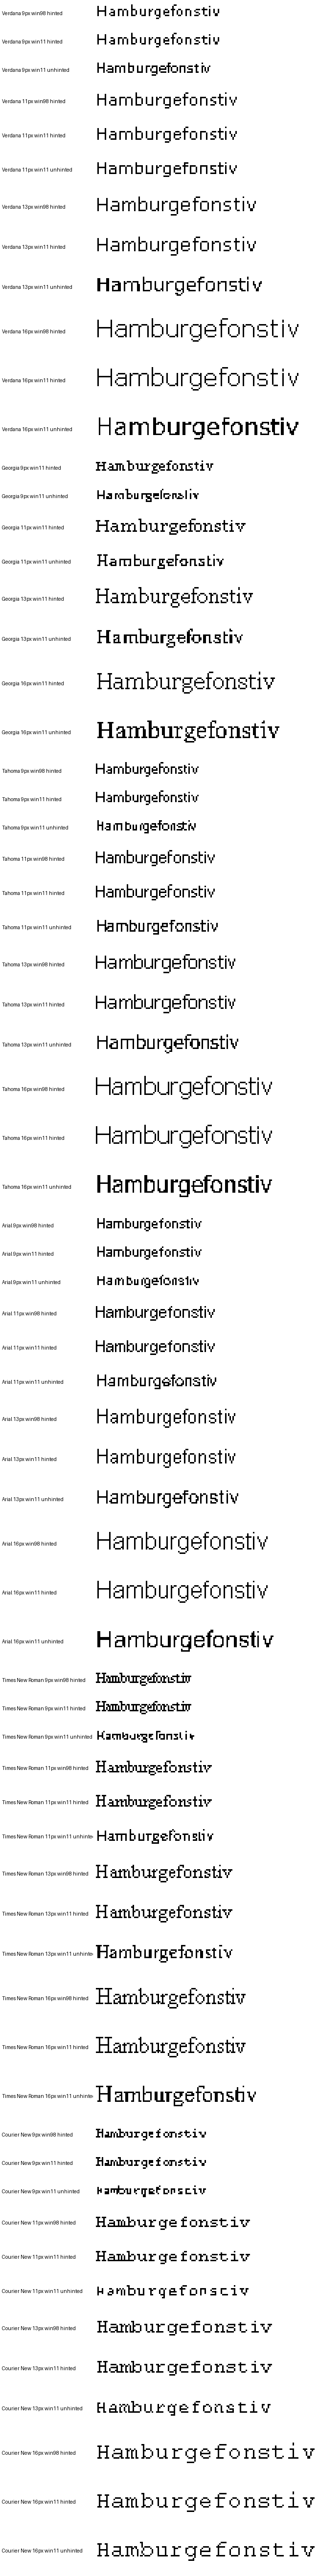 Verdana 9px win98 hinted Hamburgefonstiv
Verdana 9px win11 hinted Hamburgefonstiv
Verdana 9px win11 unhinted Hamburgefonstiv
Verdana 11px win98 hinted Hamburgefonstiv
Verdana 11px win11 hinted Hamburgefonstiv
Verdana 11px win11 unhinted Hamburgefonstiv
Verdana 13px win98 hinted Hamburgefonstiv
Verdana 13px win11 hinted Hamburgefonstiv
Verdana 13px win11 unhinted Hamburgefonstiv
Verdana 16px win98 hinted Hamburgefonstiv
Verdana 16px win11 hinted Hamburgefonstiv
Verdana 16px win11 unhinted Hamburgefonstiv
Georgia 9px win11 hinted Hamburgefonstiv
Georgia 9px win11 unhinted Hamburgefonstiv
Georgia 11px win11 hinted Hamburgefonstiv
Georgia 11px win11 unhinted Hamburgefonstiv
Georgia 13px win11 hinted Hamburgefonstiv
Georgia 13px win11 unhinted Hamburgefonstiv
Georgia 16px win11 hinted Hamburgefonstiv
Georgia 16px win11 unhinted Hamburgefonstiv
Tahoma 9px win98 hinted Hamburgefonstiv
Tahoma 9px win11 hinted Hamburgefonstiv
Tahoma 9px win11 unhinted Hamburgefonstiv
Tahoma 11px win98 hinted Hamburgefonstiv
Tahoma 11px win11 hinted Hamburgefonstiv
Tahoma 11px win11 unhinted Hamburgefonstiv
Tahoma 13px win98 hinted Hamburgefonstiv
Tahoma 13px win11 hinted Hamburgefonstiv
Tahoma 13px win11 unhinted Hamburgefonstiv
Tahoma 16px win98 hinted Hamburgefonstiv
Tahoma 16px win11 hinted Hamburgefonstiv
Tahoma 16px win11 unhinted Hamburgefonstiv
Arial 9px win98 hinted Hamburgefonstiv
Arial 9px win11 hinted Hamburgefonstiv
Arial 9px win11 unhinted Hamburgefonstiv
Arial 11px win98 hinted Hamburgefonstiv
Arial 11px win11 hinted Hamburgefonstiv
Arial 11px win11 unhinted Hamburgefonstiv
Arial 13px win98 hinted Hamburgefonstiv
Arial 13px win11 hinted Hamburgefonstiv
Arial 13px win11 unhinted Hamburgefonstiv
Arial 16px win98 hinted Hamburgefonstiv
Arial 16px win11 hinted Hamburgefonstiv
Arial 16px win11 unhinted Hamburgefonstiv
Times New Roman 9px win98 hinted Hamburgefonstiv
Times New Roman 9px win11 hinted Hamburgefonstiv
Times New Roman 9px win11 unhinted Hamburgefonstiv
Times New Roman 11px win98 hinted Hamburgefonstiv
Times New Roman 11px win11 hinted Hamburgefonstiv
Times New Roman 11px win11 unhinte Hamburgefonstiv
Times New Roman 13px win98 hinted Hamburgefonstiv
Times New Roman 13px win11 hinted Hamburgefonstiv
Times New Roman 13px win11 unhinte Hamburgefonstiv
Times New Roman 16px win98 hinted Hamburgefonstiv
Times New Roman 16px win11 hinted Hamburgefonstiv
Times New Roman 16px win11 unhinte Hamburgefonstiv
Courier New 9px win98 hinted Hamburgefonstiv
Courier New 9px win11 hinted Hamburgefonstiv
Courier New 9px win11 unhinted Hamburgefonstiv
Courier New 11px win98 hinted Hamburgefonstiv
Courier New 11px win11 hinted Hamburgefonstiv
Courier New 11px win11 unhinted Hamburgefonstiv
Courier New 13px win98 hinted Hamburgefonstiv
Courier New 13px win11 hinted Hamburgefonstiv
Courier New 13px win11 unhinted Hamburgefonstiv
Courier New 16px win98 hinted Hamburgefonstiv
Courier New 16px win11 hinted Hamburgefonstiv
Courier New 16px win11 unhinted Hamburgefonstiv